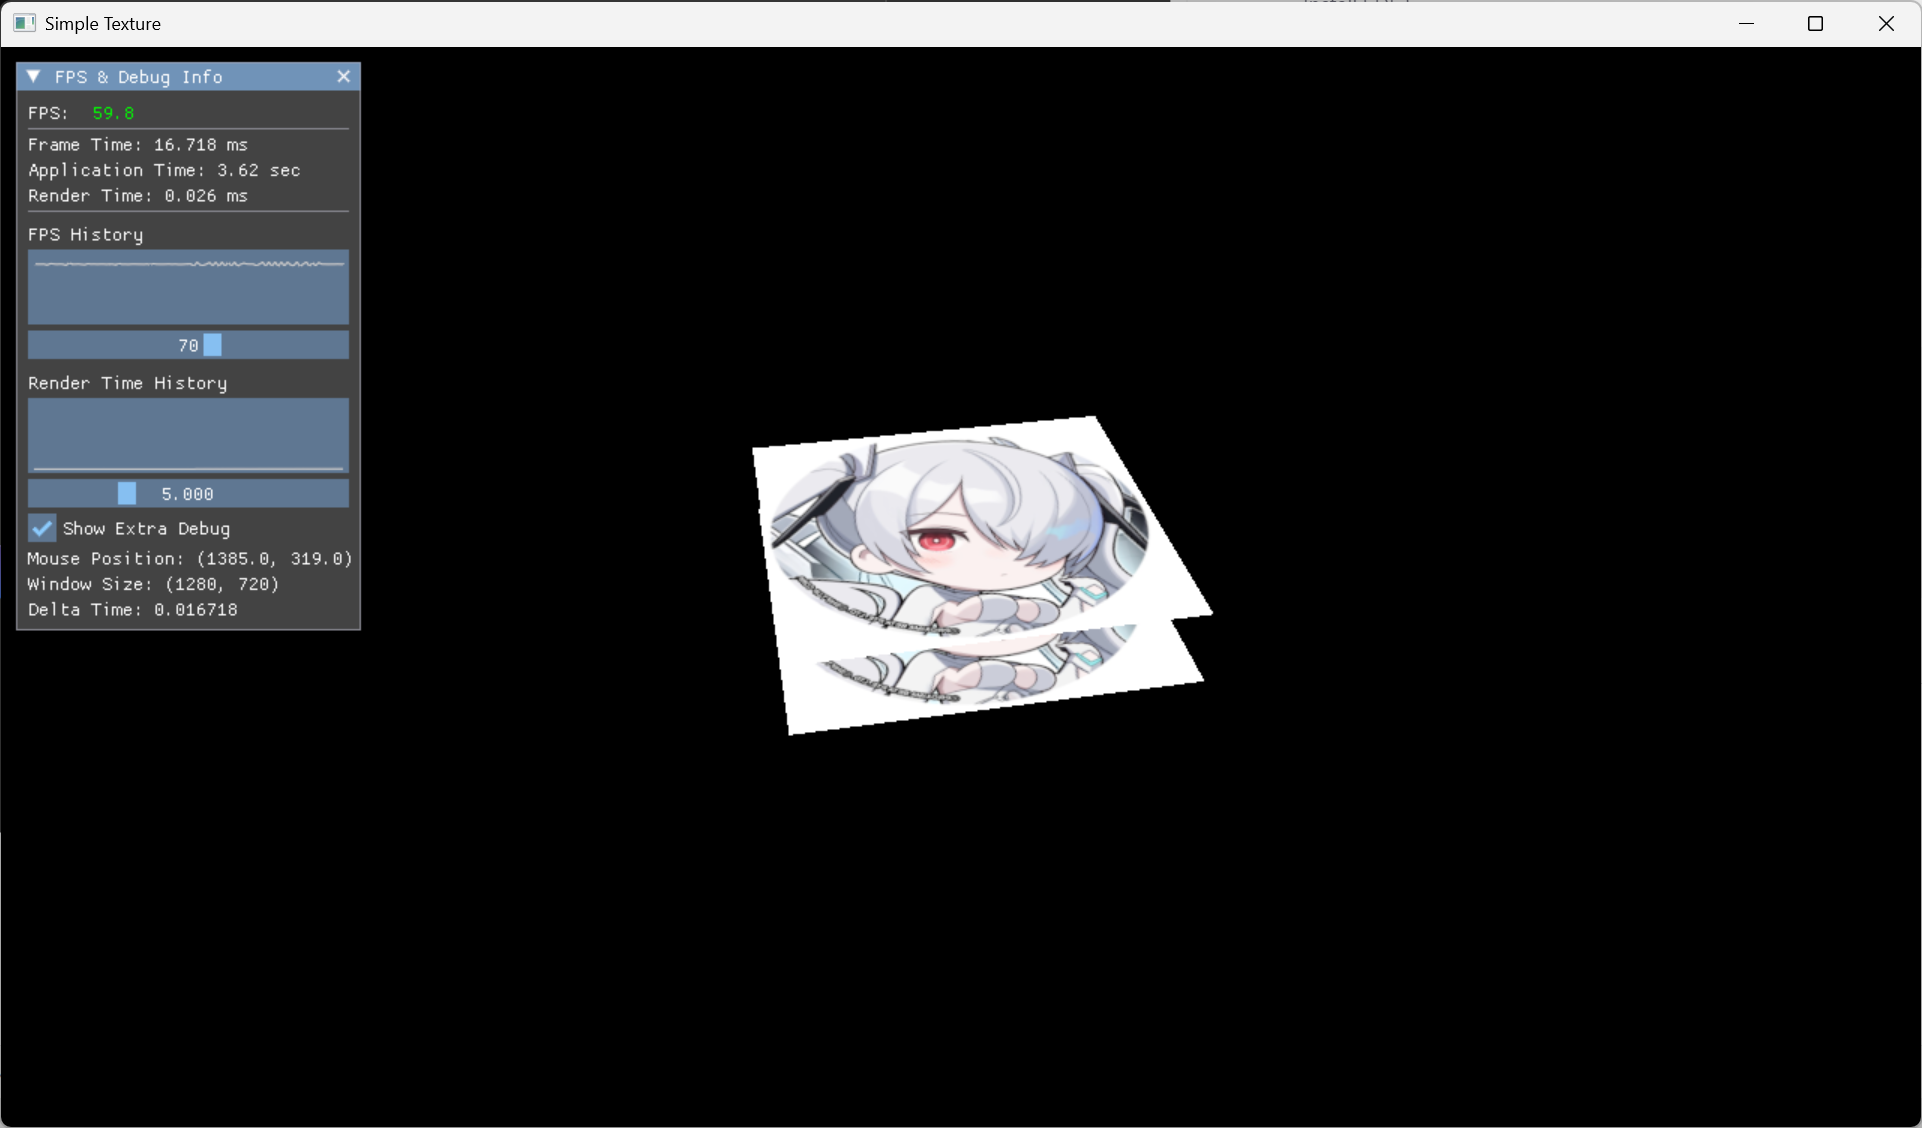 Simple Texture
FPS & Debug Info
FPS: 59.8
Frame Time: 16.718 ms
Application Time: 3.62 sec
Render Time: 0.026 ms
FPS History
70
Render Time History
5.000
Show Extra Debug
Mouse Position: (1385.0, 319.0)
Window Size: (1280, 720)
Delta Time: 0.016718